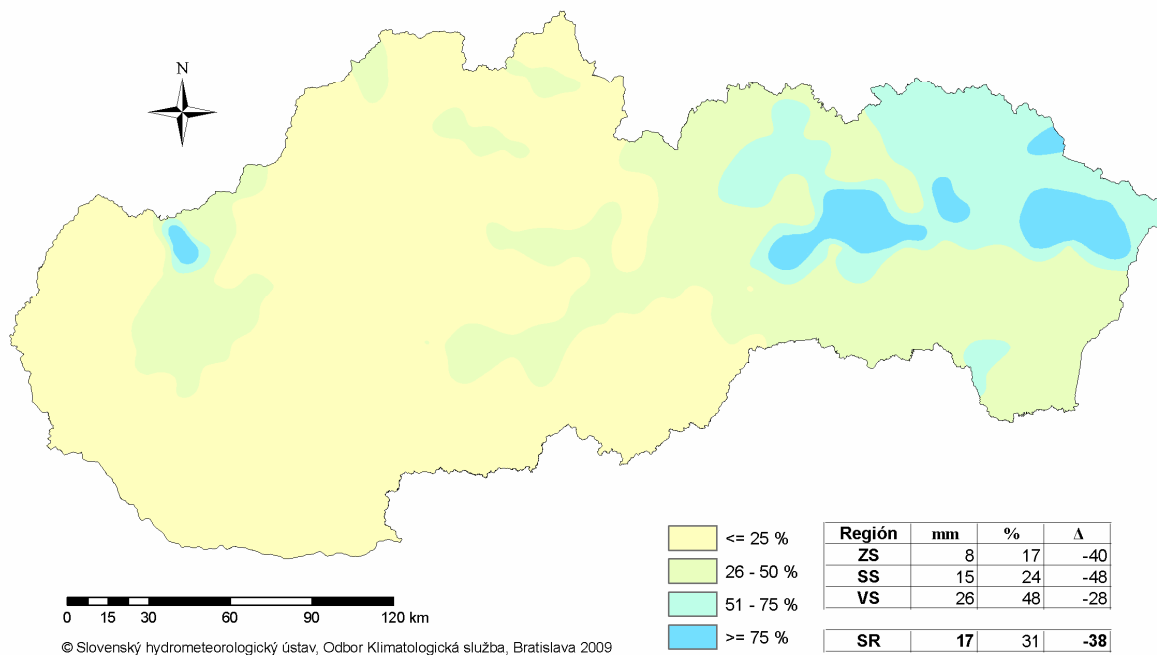 N
<= 25 %
26 - 50 %
51 - 75 %
>= 75 %
Región mm % Δ
ZS 8 17 -40
SS 15 24 -48
VS 26 48 -28
SR 17 31 -38
0 15 30 60 90 120 km
© Slovenský hydrometeorologický ústav, Odbor Klimatologická služba, Bratislava 2009